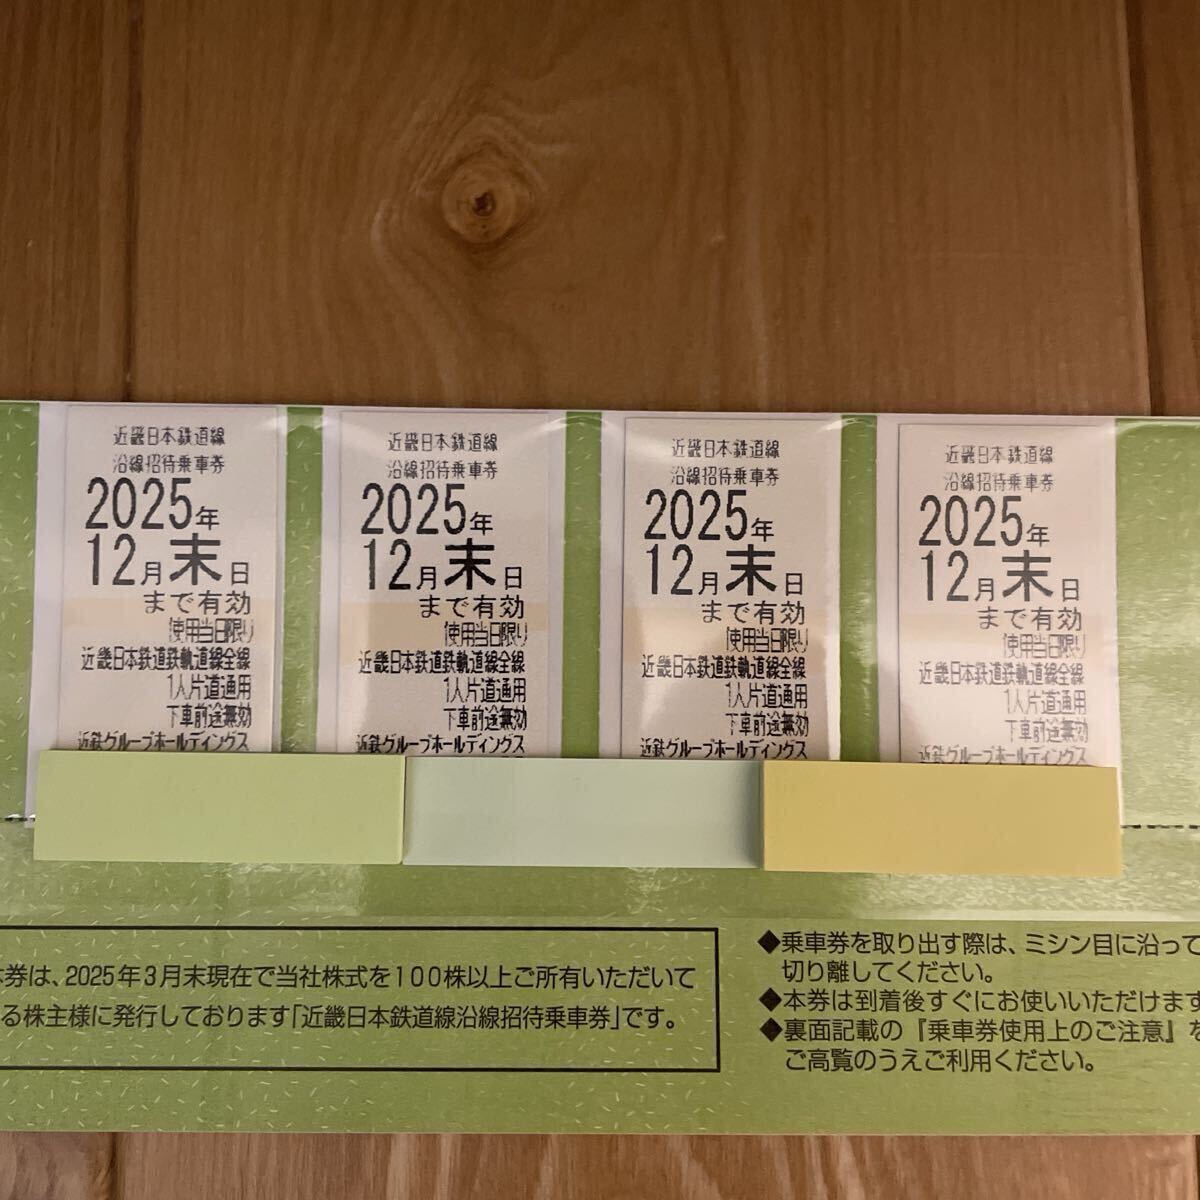 近畿日本鉄道線
沿線招待乗車券
2025年
12月末日
まで有効
使用当日限り
近畿日本鉄道鉄軌道線全線
1人片道通用
下車前途無効
近鉄グループホールディングス
近畿日本鉄道線
沿線招待乗車券
2025年
12月末日
まで有効
使用当日限り
近畿日本鉄道鉄軌道線全線
1人片道通用
下車前途無効
近鉄グループホールディングス
近畿日本鉄道線
沿線招待乗車券
2025年
12月末日
まで有効
使用当日限り
近畿日本鉄道鉄軌道線全線
1人片道通用
下車前途無効
近鉄グループホールディングス
近畿日本鉄道線
沿線招待乗車券
2025年
12月末日
まで有効
使用当日限り
近畿日本鉄道鉄軌道線全線
1人片道通用
下車前途無効
近鉄グループホールディングス
本券は、2025年3月末現在で当社株式を100株以上ご所有いただいて
る株主様に発行しております「近畿日本鉄道線沿線招待乗車券」です。
◆乗車券を取り出す際は、ミシン目に沿って
切り離してください。
◆本券は到着後すぐにお使いいただけます
◆裏面記載の『乗車券使用上のご注意』を
ご高覧のうえご利用ください。